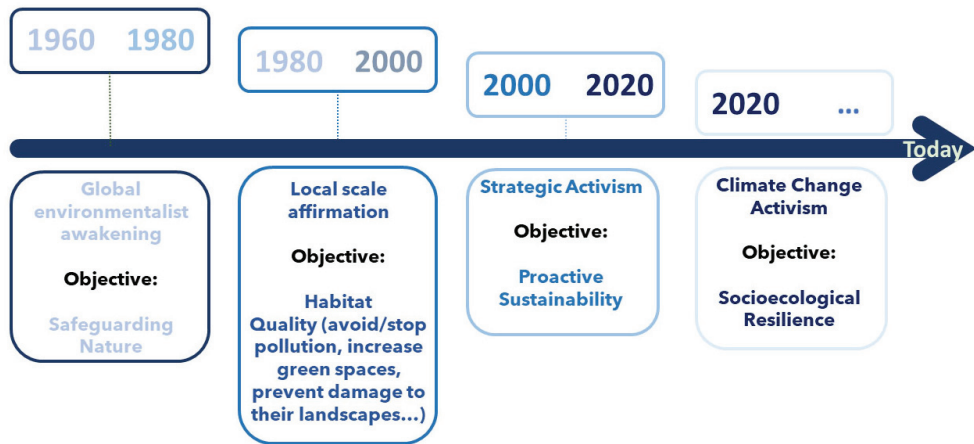 1960 1980
1980 2000
2000 2020
2020 ...
Today
Global
environmentalist
awakening
Objective:
Safeguarding
Nature
Local scale
affirmation
Objective:
Habitat
Quality (avoid/stop
pollution, increase
green spaces,
prevent damage to
their landscapes...)
Strategic Activism
Objective:
Proactive
Sustainability
Climate Change
Activism
Objective:
Socioecological
Resilience